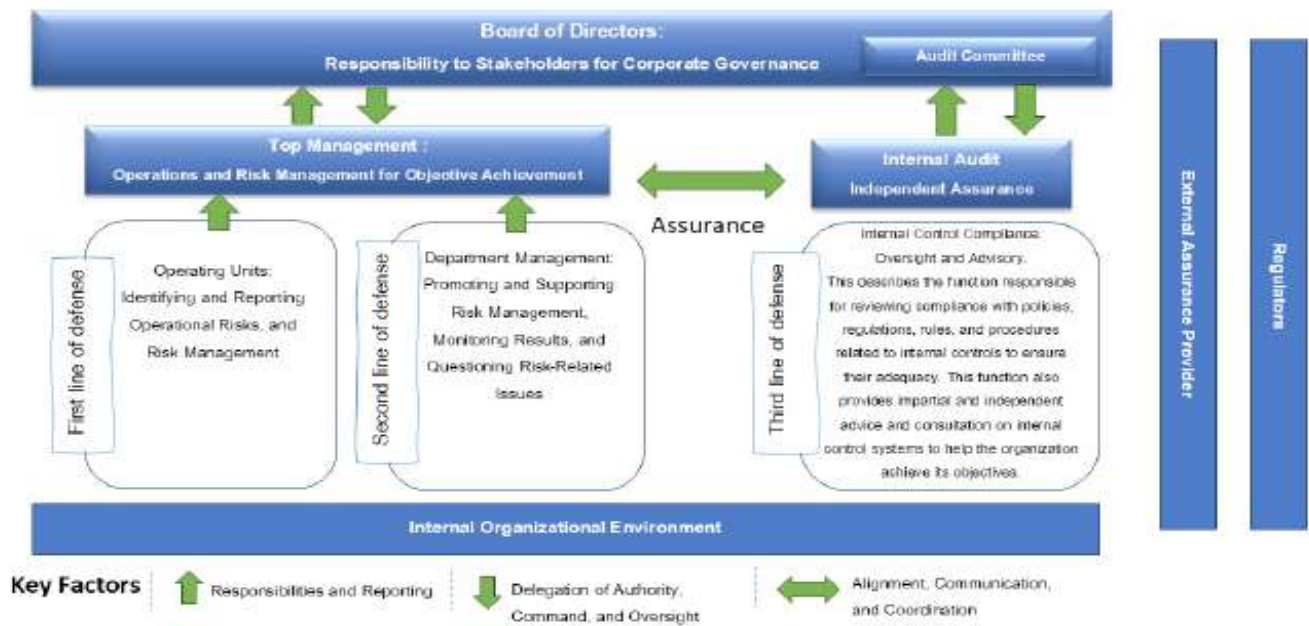 Board of Directors:
Responsibility to Stakeholders for Corporate Governance
Audit Committee
Top Management :
Operations and Risk Management for Objective Achievement
Internal Audit
Independent Assurance
Assurance
First line of defense
Operating Units:
Identifying and Reporting
Operational Risks, and
Risk Management
Second line of defense
Department Management:
Promoting and Supporting
Risk Management,
Monitoring Results, and
Questioning Risk-Related
Issues
Third line of defense
Internal Control Compliance
Oversight and Advisory.
This describes the function responsible
for reviewing compliance with policies,
regulations, rules, and procedures
related to internal controls to ensure
their adequacy. This function also
provides impartial and independent
advice and consultation on internal
control systems to help the organization
achieve its objectives.
External Assurance Provider
Regulators
Internal Organizational Environment
Key Factors
Responsibilities and Reporting
Delegation of Authority,
Command, and Oversight
Alignment, Communication,
and Coordination